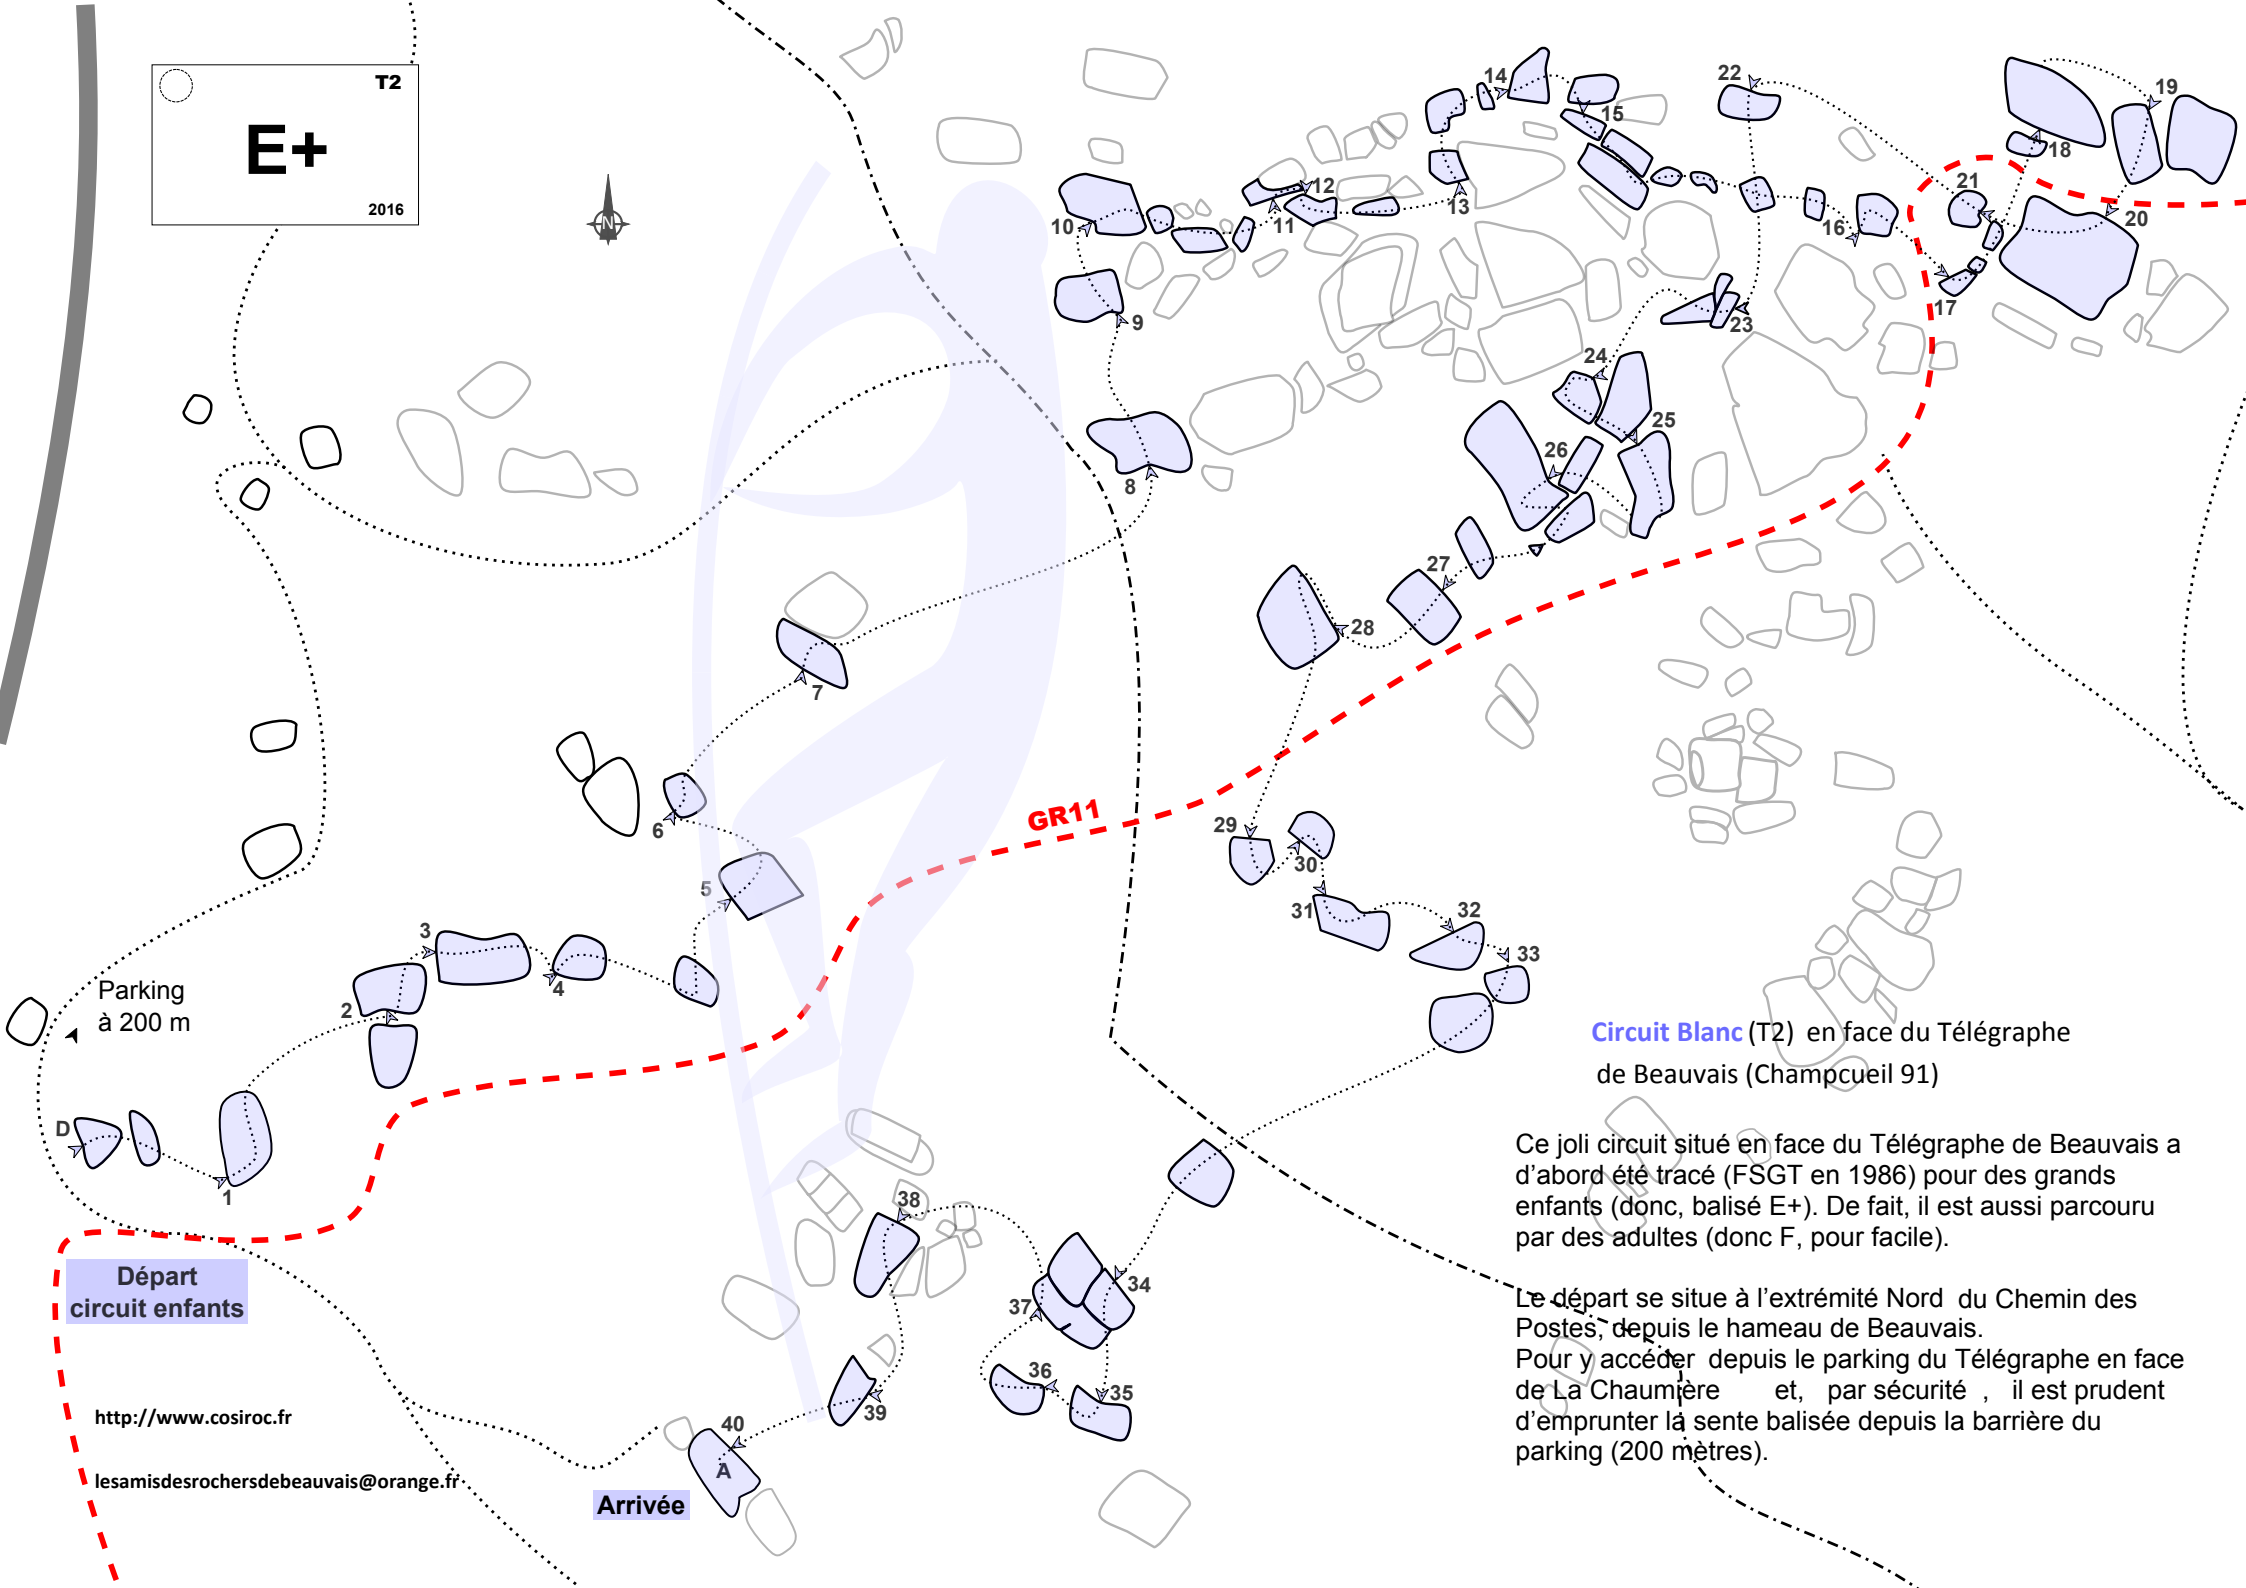 T2
E+
2016
N
22
19
14
15
18
12
10
11
13
21
16
20
17
9
23
24
25
26
8
27
28
7
GR11
6
29
30
5
31
32
33
3
4
2
Parking
à 200 m
D
1
Circuit Blanc (T2) en face du Télégraphe
de Beauvais (Champcueil 91)
Ce joli circuit situé en face du Télégraphe de Beauvais a
d’abord été tracé (FSGT en 1986) pour des grands
enfants (donc, balisé E+). De fait, il est aussi parcouru
par des adultes (donc F, pour facile).
Le départ se situe à l’extrémité Nord du Chemin des
Postes, depuis le hameau de Beauvais.
Pour y accéder depuis le parking du Télégraphe en face
de La Chaumière et, par sécurité , il est prudent
d’emprunter la sente balisée depuis la barrière du
parking (200 mètres).
38
34
37
36
35
39
40
A
Départ
circuit enfants
http://www.cosiroc.fr
lesamisdesrochersdebeauvais@orange.fr
Arrivée